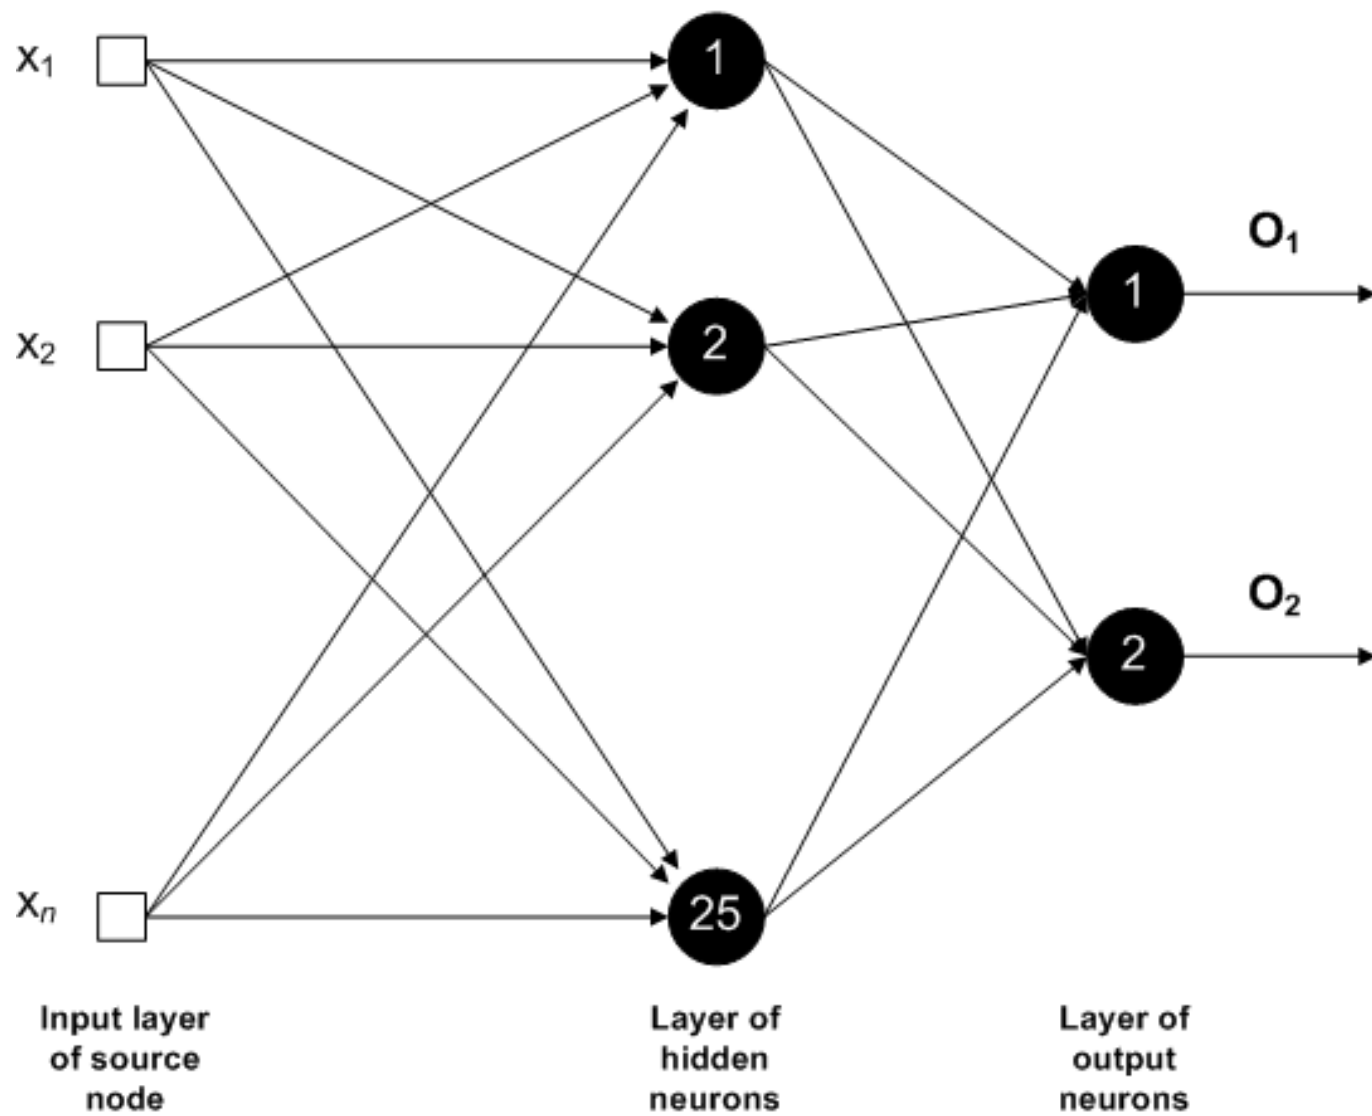 x₁
1
O₁
1
x₂
2
O₂
2
xₙ
25
Input layer
of source
node
Layer of
hidden
neurons
Layer of
output
neurons